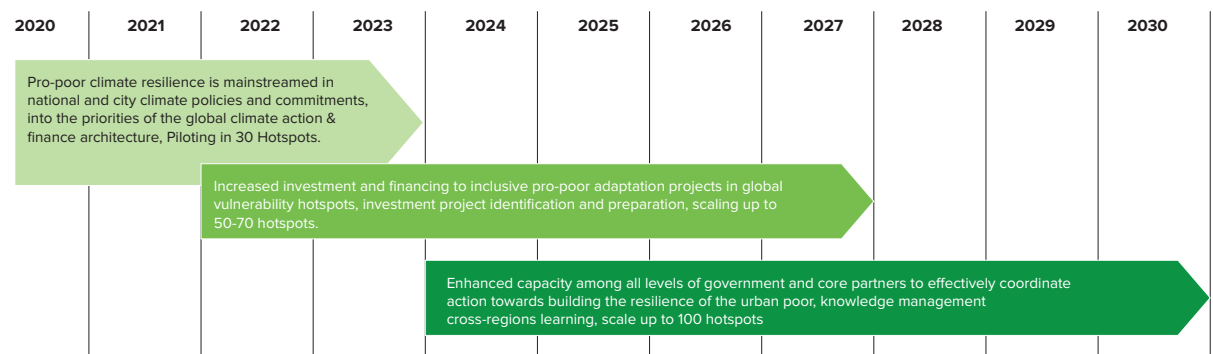 2020 2021 2022 2023 2024 2025 2026 2027 2028 2029 2030
Pro-poor climate resilience is mainstreamed in
national and city climate policies and commitments,
into the priorities of the global climate action &
finance architecture, Piloting in 30 Hotspots.
Increased investment and financing to inclusive pro-poor adaptation projects in global
vulnerability hotspots, investment project identification and preparation, scaling up to
50-70 hotspots.
Enhanced capacity among all levels of government and core partners to effectively coordinate
action towards building the resilience of the urban poor, knowledge management
cross-regions learning, scale up to 100 hotspots